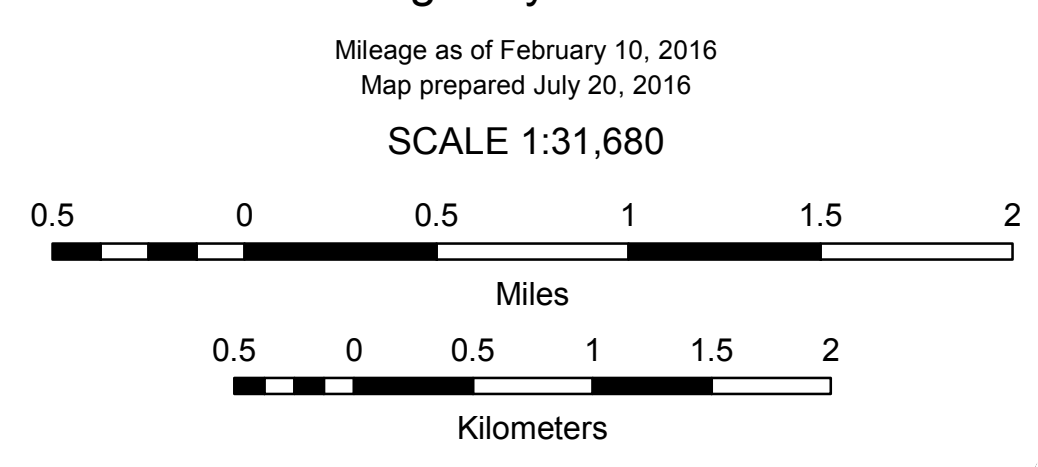 Mileage as of February 10, 2016
Map prepared July 20, 2016
SCALE 1:31,680
0.5 0 0.5 1 1.5 2
Miles
0.5 0 0.5 1 1.5 2
Kilometers